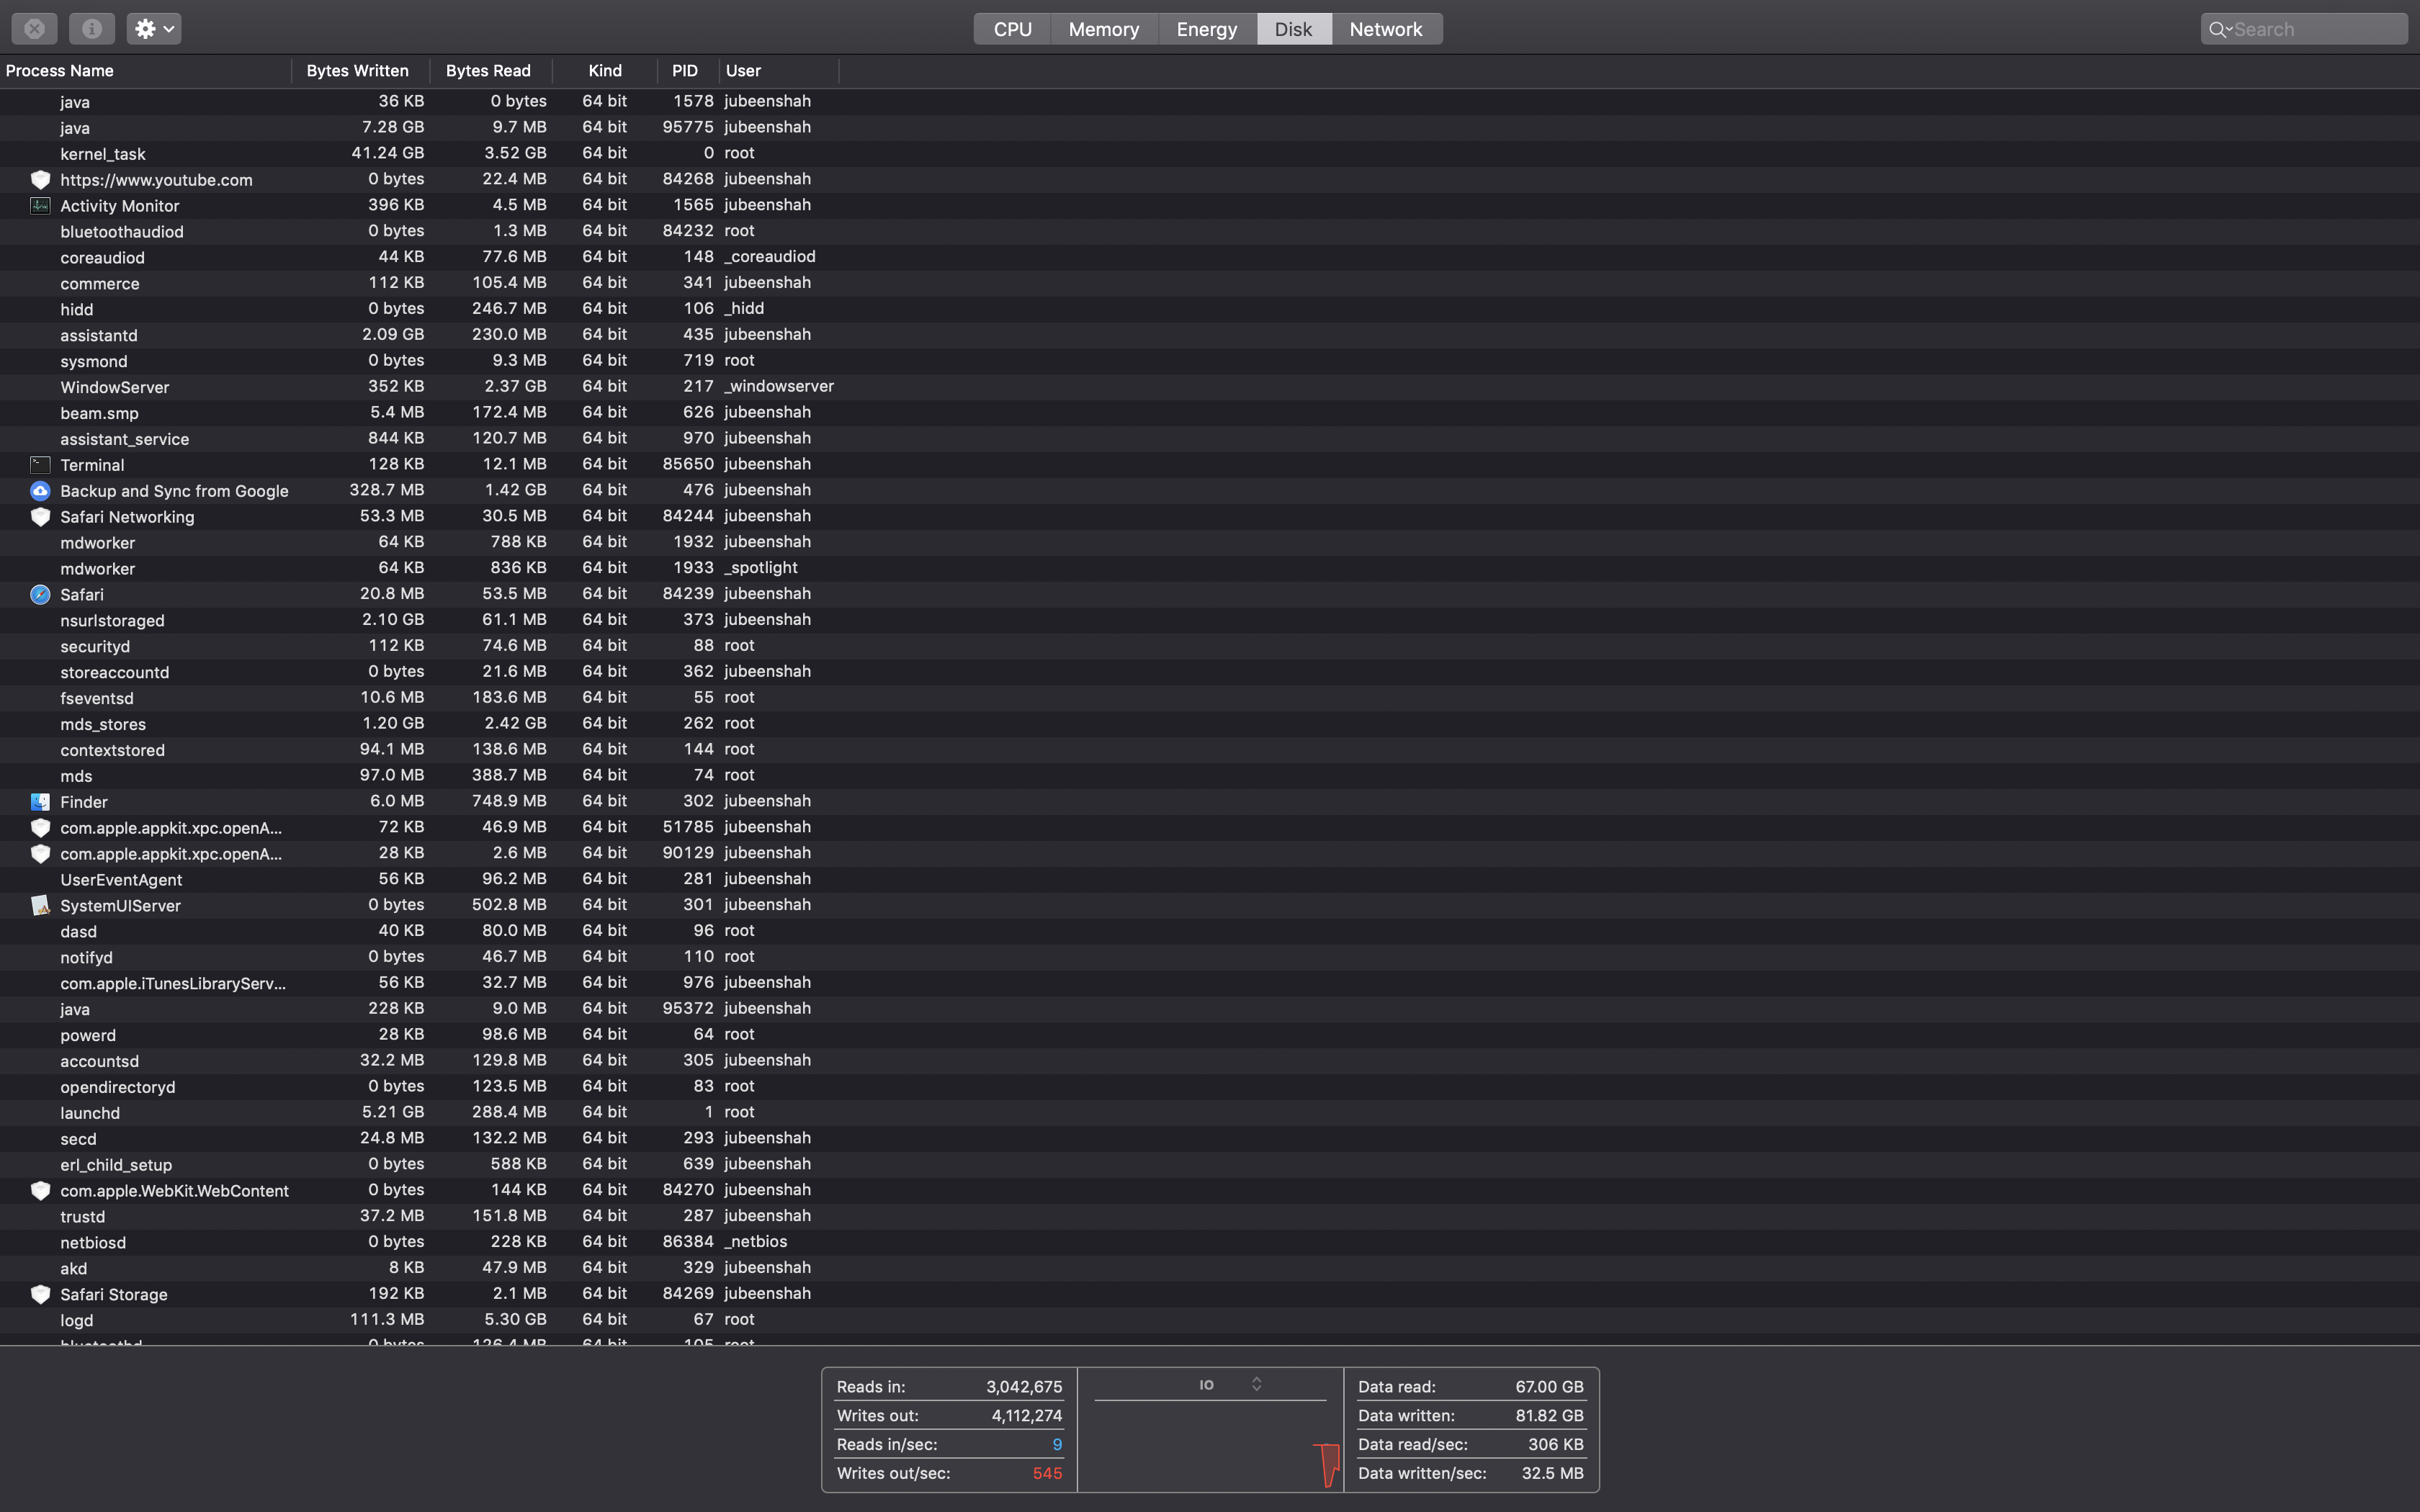 CPU Memory Energy Disk Network Search
Process Name Bytes Written Bytes Read Kind PID User
java 36 KB 0 bytes 64 bit 1578 jubeenshah
java 7.28 GB 9.7 MB 64 bit 95775 jubeenshah
kernel_task 41.24 GB 3.52 GB 64 bit 0 root
https://www.youtube.com 0 bytes 22.4 MB 64 bit 84268 jubeenshah
Activity Monitor 396 KB 4.5 MB 64 bit 1565 jubeenshah
bluetoothaudiod 0 bytes 1.3 MB 64 bit 84232 root
coreaudiod 44 KB 77.6 MB 64 bit 148 _coreaudiod
commerce 112 KB 105.4 MB 64 bit 341 jubeenshah
hidd 0 bytes 246.7 MB 64 bit 106 _hidd
assistantd 2.09 GB 230.0 MB 64 bit 435 jubeenshah
sysmond 0 bytes 9.3 MB 64 bit 719 root
WindowServer 352 KB 2.37 GB 64 bit 217 _windowserver
beam.smp 5.4 MB 172.4 MB 64 bit 626 jubeenshah
assistant_service 844 KB 120.7 MB 64 bit 970 jubeenshah
Terminal 128 KB 12.1 MB 64 bit 85650 jubeenshah
Backup and Sync from Google 328.7 MB 1.42 GB 64 bit 476 jubeenshah
Safari Networking 53.3 MB 30.5 MB 64 bit 84244 jubeenshah
mdworker 64 KB 788 KB 64 bit 1932 jubeenshah
mdworker 64 KB 836 KB 64 bit 1933 _spotlight
Safari 20.8 MB 53.5 MB 64 bit 84239 jubeenshah
nsurlstoraged 2.10 GB 61.1 MB 64 bit 373 jubeenshah
securityd 112 KB 74.6 MB 64 bit 88 root
storeaccountd 0 bytes 21.6 MB 64 bit 362 jubeenshah
fseventsd 10.6 MB 183.6 MB 64 bit 55 root
mds_stores 1.20 GB 2.42 GB 64 bit 262 root
contextstored 94.1 MB 138.6 MB 64 bit 144 root
mds 97.0 MB 388.7 MB 64 bit 74 root
Finder 6.0 MB 748.9 MB 64 bit 302 jubeenshah
com.apple.appkit.xpc.openA... 72 KB 46.9 MB 64 bit 51785 jubeenshah
com.apple.appkit.xpc.openA... 28 KB 2.6 MB 64 bit 90129 jubeenshah
UserEventAgent 56 KB 96.2 MB 64 bit 281 jubeenshah
SystemUIServer 0 bytes 502.8 MB 64 bit 301 jubeenshah
dasd 40 KB 80.0 MB 64 bit 96 root
notifyd 0 bytes 46.7 MB 64 bit 110 root
com.apple.iTunesLibraryServ... 56 KB 32.7 MB 64 bit 976 jubeenshah
java 228 KB 9.0 MB 64 bit 95372 jubeenshah
powerd 28 KB 98.6 MB 64 bit 64 root
accountsd 32.2 MB 129.8 MB 64 bit 305 jubeenshah
opendirectoryd 0 bytes 123.5 MB 64 bit 83 root
launchd 5.21 GB 288.4 MB 64 bit 1 root
secd 24.8 MB 132.2 MB 64 bit 293 jubeenshah
erl_child_setup 0 bytes 588 KB 64 bit 639 jubeenshah
com.apple.WebKit.WebContent 0 bytes 144 KB 64 bit 84270 jubeenshah
trustd 37.2 MB 151.8 MB 64 bit 287 jubeenshah
netbiosd 0 bytes 228 KB 64 bit 86384 _netbios
akd 8 KB 47.9 MB 64 bit 329 jubeenshah
Safari Storage 192 KB 2.1 MB 64 bit 84269 jubeenshah
logd 111.3 MB 5.30 GB 64 bit 67 root
bluetoothd 0 bytes 126.4 MB 64 bit 105 root
Reads in: 3,042,675 IO Data read: 67.00 GB
Writes out: 4,112,274 Data written: 81.82 GB
Reads in/sec: 9 Data read/sec: 306 KB
Writes out/sec: 545 Data written/sec: 32.5 MB